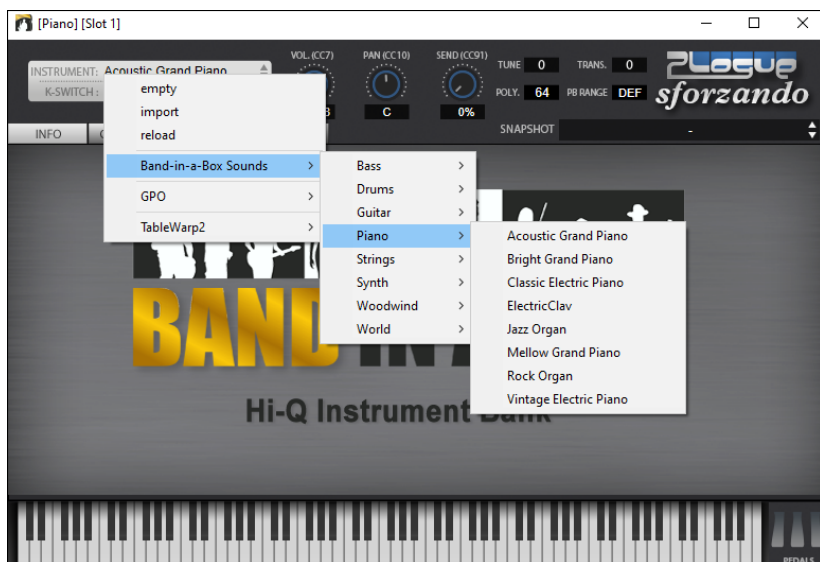 [Piano] [Slot 1]
INSTRUMENT: Acoustic Grand Piano
K-SWITCH:
VOL. (CC7)
PAN (CC10)
C
SEND (CC91)
0%
TUNE 0 TRANS. 0
POLY. 64 PB RANGE DEF
Plogue
sforzando
INFO
SNAPSHOT -
empty
import
reload
Band-in-a-Box Sounds >
GPO >
TableWarp2 >
Bass >
Drums >
Guitar >
Piano >
Strings >
Synth >
Woodwind >
World >
Acoustic Grand Piano
Bright Grand Piano
Classic Electric Piano
ElectricClav
Jazz Organ
Mellow Grand Piano
Rock Organ
Vintage Electric Piano
BAND IN A
Hi-Q Instrument Bank
PEDALS